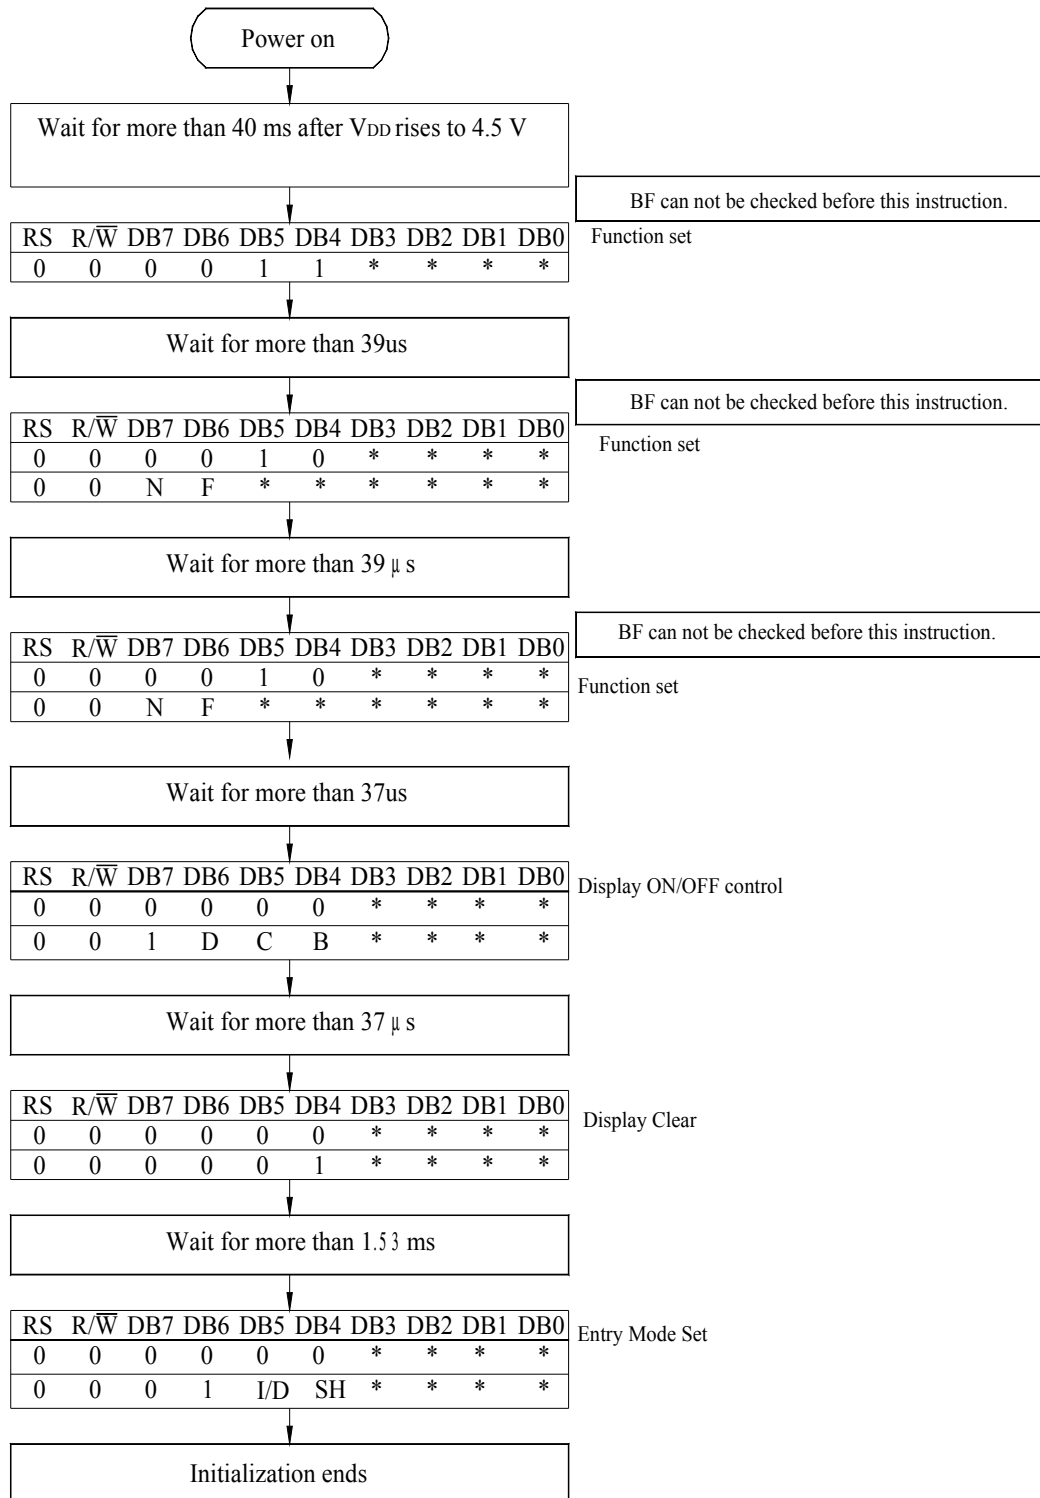 Power on
Wait for more than 40 ms after VDD rises to 4.5 V
BF can not be checked before this instruction.
RS R/W̅ DB7 DB6 DB5 DB4 DB3 DB2 DB1 DB0
Function set
0 0 0 0 1 1 * * * *
Wait for more than 39us
BF can not be checked before this instruction.
RS R/W̅ DB7 DB6 DB5 DB4 DB3 DB2 DB1 DB0
Function set
0 0 0 0 1 0 * * * *
0 0 N F * * * * * *
Wait for more than 39 μ s
BF can not be checked before this instruction.
RS R/W̅ DB7 DB6 DB5 DB4 DB3 DB2 DB1 DB0
0 0 0 0 1 0 * * * *
Function set
0 0 N F * * * * * *
Wait for more than 37us
RS R/W̅ DB7 DB6 DB5 DB4 DB3 DB2 DB1 DB0
Display ON/OFF control
0 0 0 0 0 0 * * * *
0 0 1 D C B * * * *
Wait for more than 37 μ s
RS R/W̅ DB7 DB6 DB5 DB4 DB3 DB2 DB1 DB0
Display Clear
0 0 0 0 0 0 * * * *
0 0 0 0 0 1 * * * *
Wait for more than 1.53 ms
RS R/W̅ DB7 DB6 DB5 DB4 DB3 DB2 DB1 DB0
Entry Mode Set
0 0 0 0 0 0 * * * *
0 0 0 1 I/D SH * * * *
Initialization ends